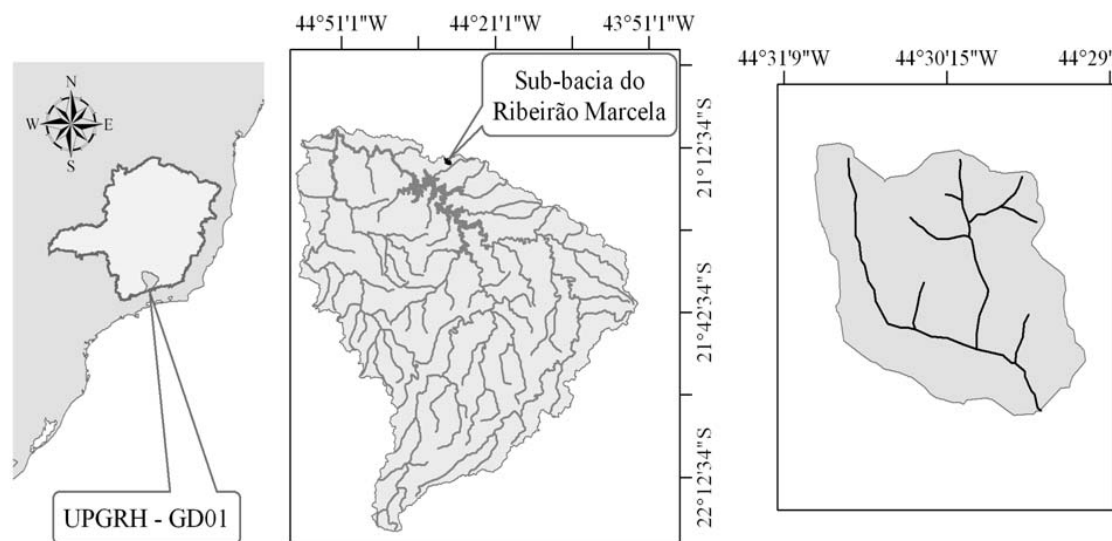 N
W E
S
UPGRH - GD01
44°51'1"W 44°21'1"W 43°51'1"W
Sub-bacia do
Ribeirão Marcela
21°12'34"S
21°42'34"S
22°12'34"S
44°31'9"W 44°30'15"W 44°29'